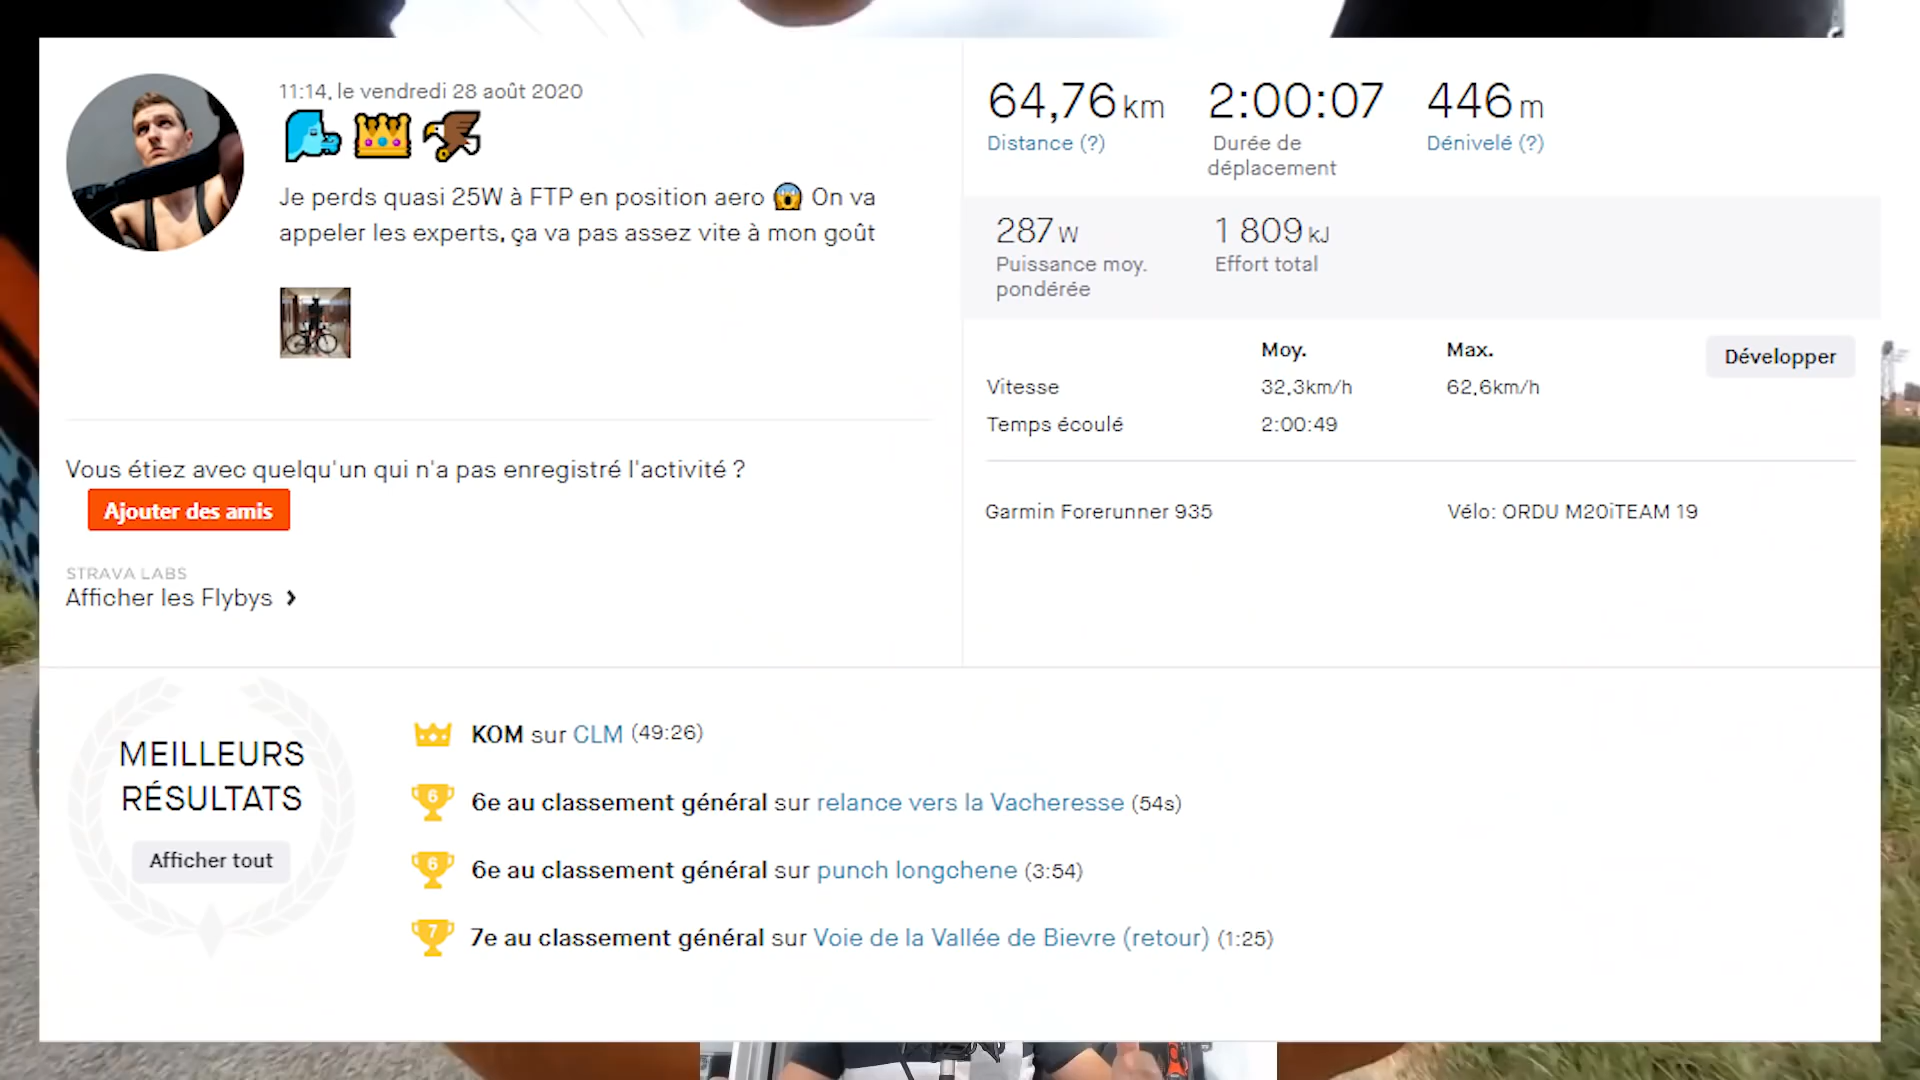 11:14, le vendredi 28 août 2020
Je perds quasi 25W à FTP en position aero 😱 On va
appeler les experts, ça va pas assez vite à mon goût
Vous étiez avec quelqu'un qui n'a pas enregistré l'activité ?
Ajouter des amis
STRAVA LABS
Afficher les Flybys ›
64,76 km
Distance (?)
2:00:07
Durée de
déplacement
446 m
Dénivelé (?)
287 W
Puissance moy.
pondérée
1 809 kJ
Effort total
Moy. Max.
Développer
Vitesse 32,3km/h 62,6km/h
Temps écoulé 2:00:49
Garmin Forerunner 935
Vélo: ORDU M20iTEAM 19
MEILLEURS
RÉSULTATS
Afficher tout
KOM sur CLM (49:26)
6 6e au classement général sur relance vers la Vacheresse (54s)
6 6e au classement général sur punch longchene (3:54)
7 7e au classement général sur Voie de la Vallée de Bievre (retour) (1:25)